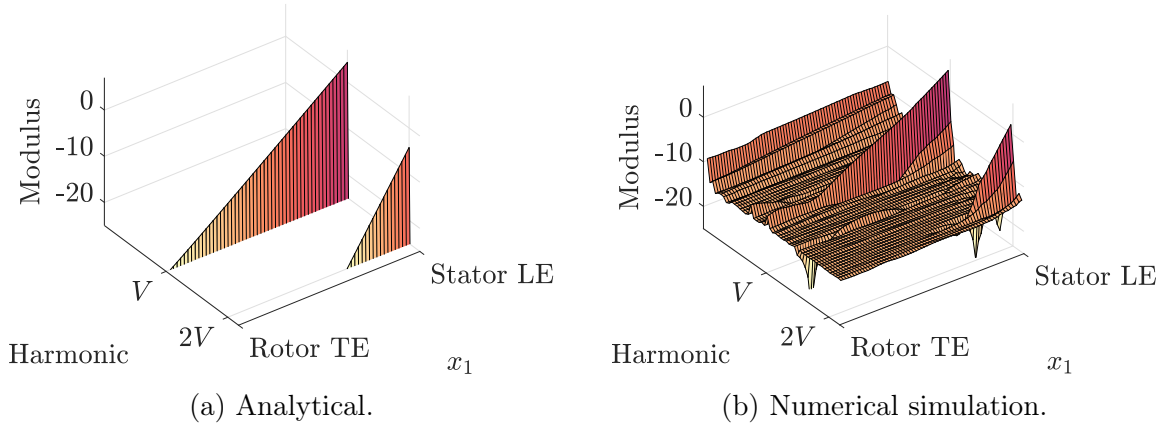 0
-10
-20
Modulus
V
2V
Harmonic
Rotor TE
Stator LE
x₁
(a) Analytical.
0
-10
-20
Modulus
V
2V
Harmonic
Rotor TE
Stator LE
x₁
(b) Numerical simulation.